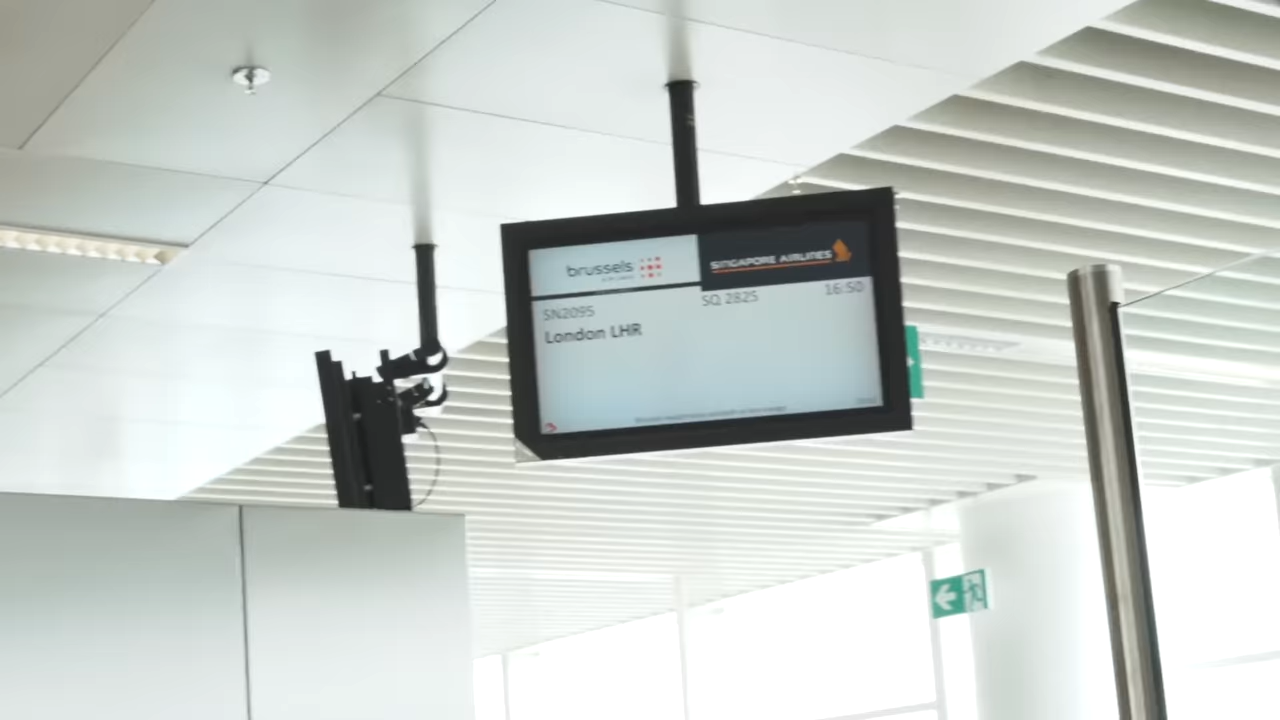 brussels
SINGAPORE AIRLINES
SN2095
SQ 2825
16:50
London LHR